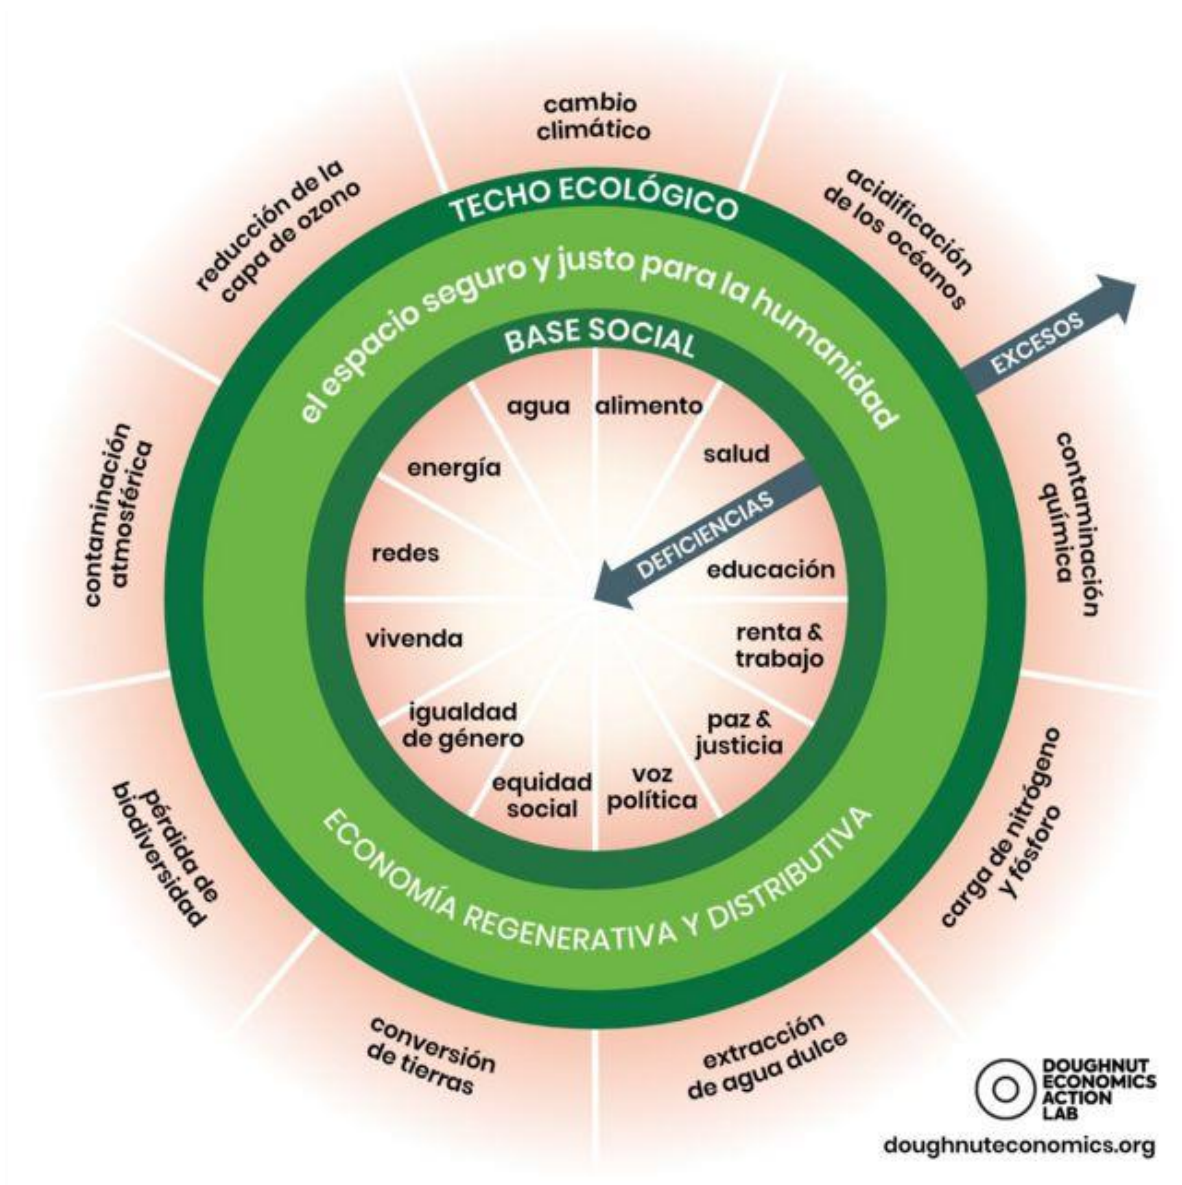 cambio
climático
acidificación
de los océanos
EXCESOS
contaminación
química
carga de nitrógeno
y fósforo
extracción
de agua dulce
conversión
de tierras
pérdida de
biodiversidad
contaminación
atmosférica
reducción de la
capa de ozono
TECHO ECOLÓGICO
el espacio seguro y justo para la humanidad
BASE SOCIAL
agua
alimento
salud
DEFICIENCIAS
educación
renta &
trabajo
paz &
justicia
voz
política
equidad
social
igualdad
de género
vivenda
redes
energía
ECONOMÍA REGENERATIVA Y DISTRIBUTIVA
DOUGHNUT
ECONOMICS
ACTION
LAB
doughnuteconomics.org